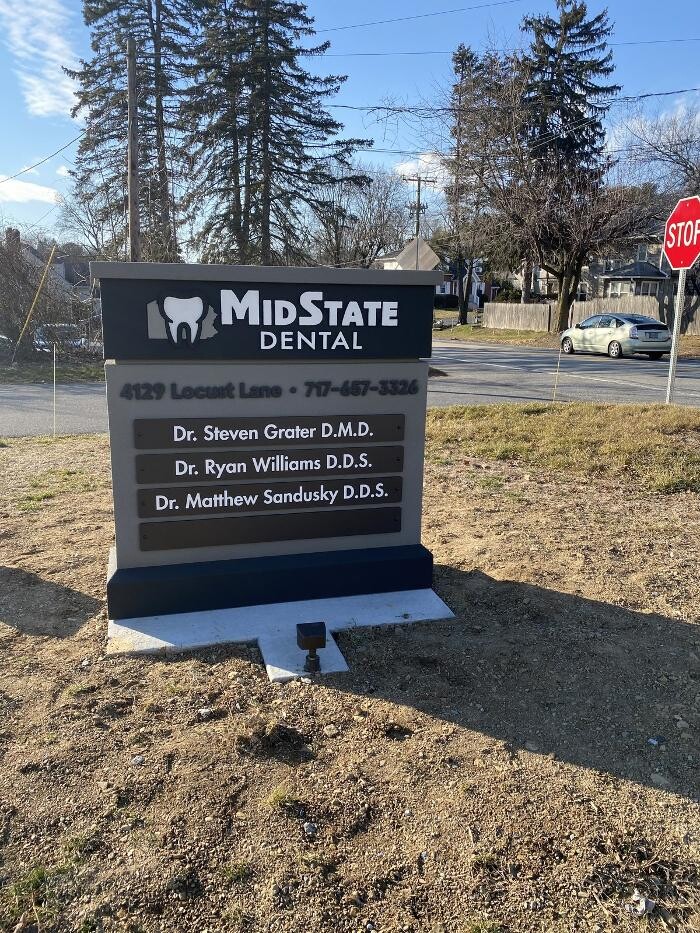 MIDSTATE
DENTAL
4129 Locust Lane • 717-657-3326
Dr. Steven Grater D.M.D.
Dr. Ryan Williams D.D.S.
Dr. Matthew Sandusky D.D.S.
STOP